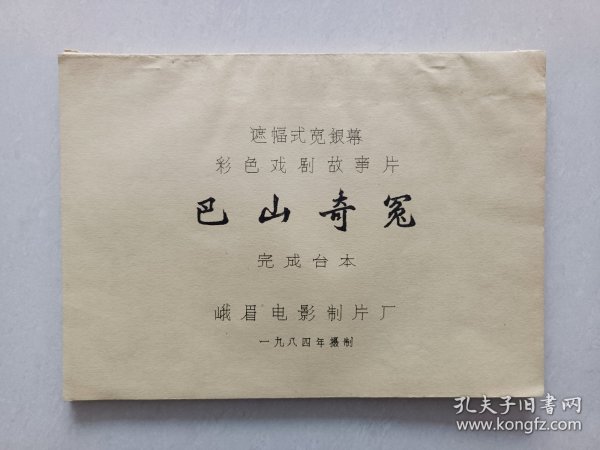 遮幅式宽銀幕
彩色戏剧故事片
巴山奇冤
完成台本
峨眉电影制片厂
一九八四年摄制
孔夫子旧書网
www.kongfz.com